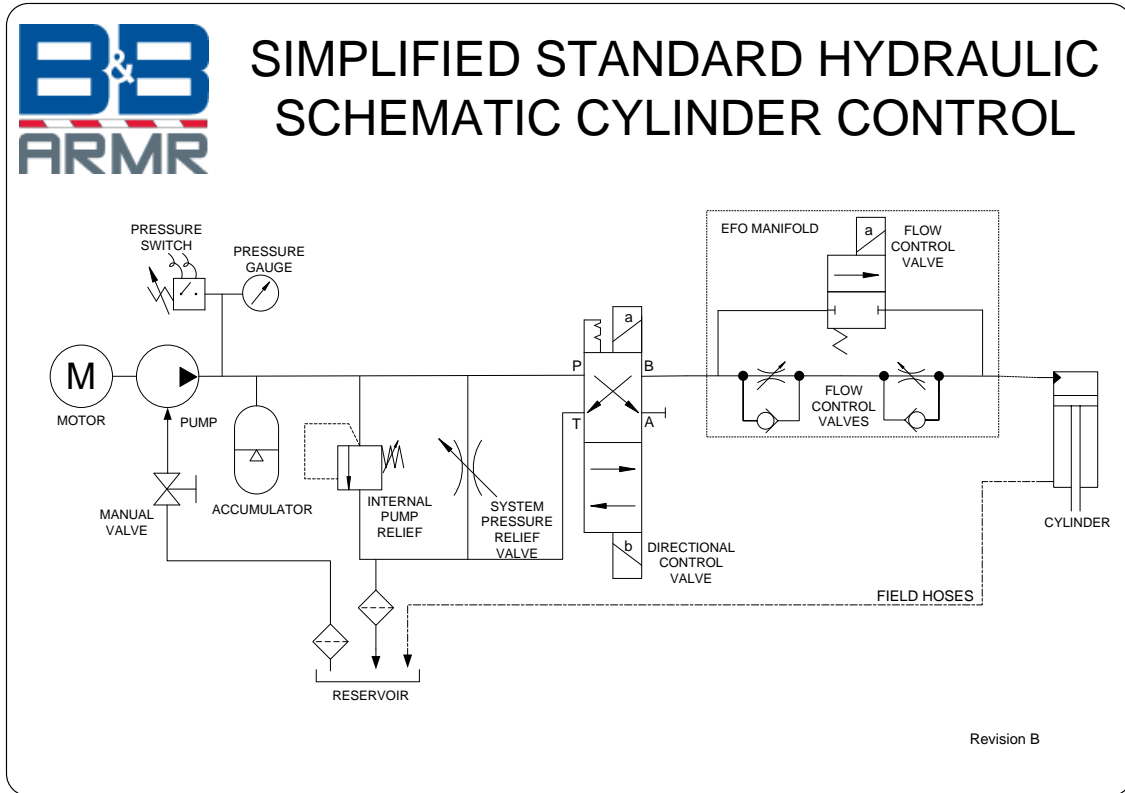 B&B
ARMR
SIMPLIFIED STANDARD HYDRAULIC
SCHEMATIC CYLINDER CONTROL
PRESSURE
SWITCH
PRESSURE
GAUGE
EFO MANIFOLD
a
FLOW
CONTROL
VALVE
a
M
MOTOR
PUMP
P
B
T
A
FLOW
CONTROL
VALVES
MANUAL
VALVE
ACCUMULATOR
INTERNAL
PUMP
RELIEF
SYSTEM
PRESSURE
RELIEF
VALVE
b
DIRECTIONAL
CONTROL
VALVE
CYLINDER
FIELD HOSES
RESERVOIR
Revision B